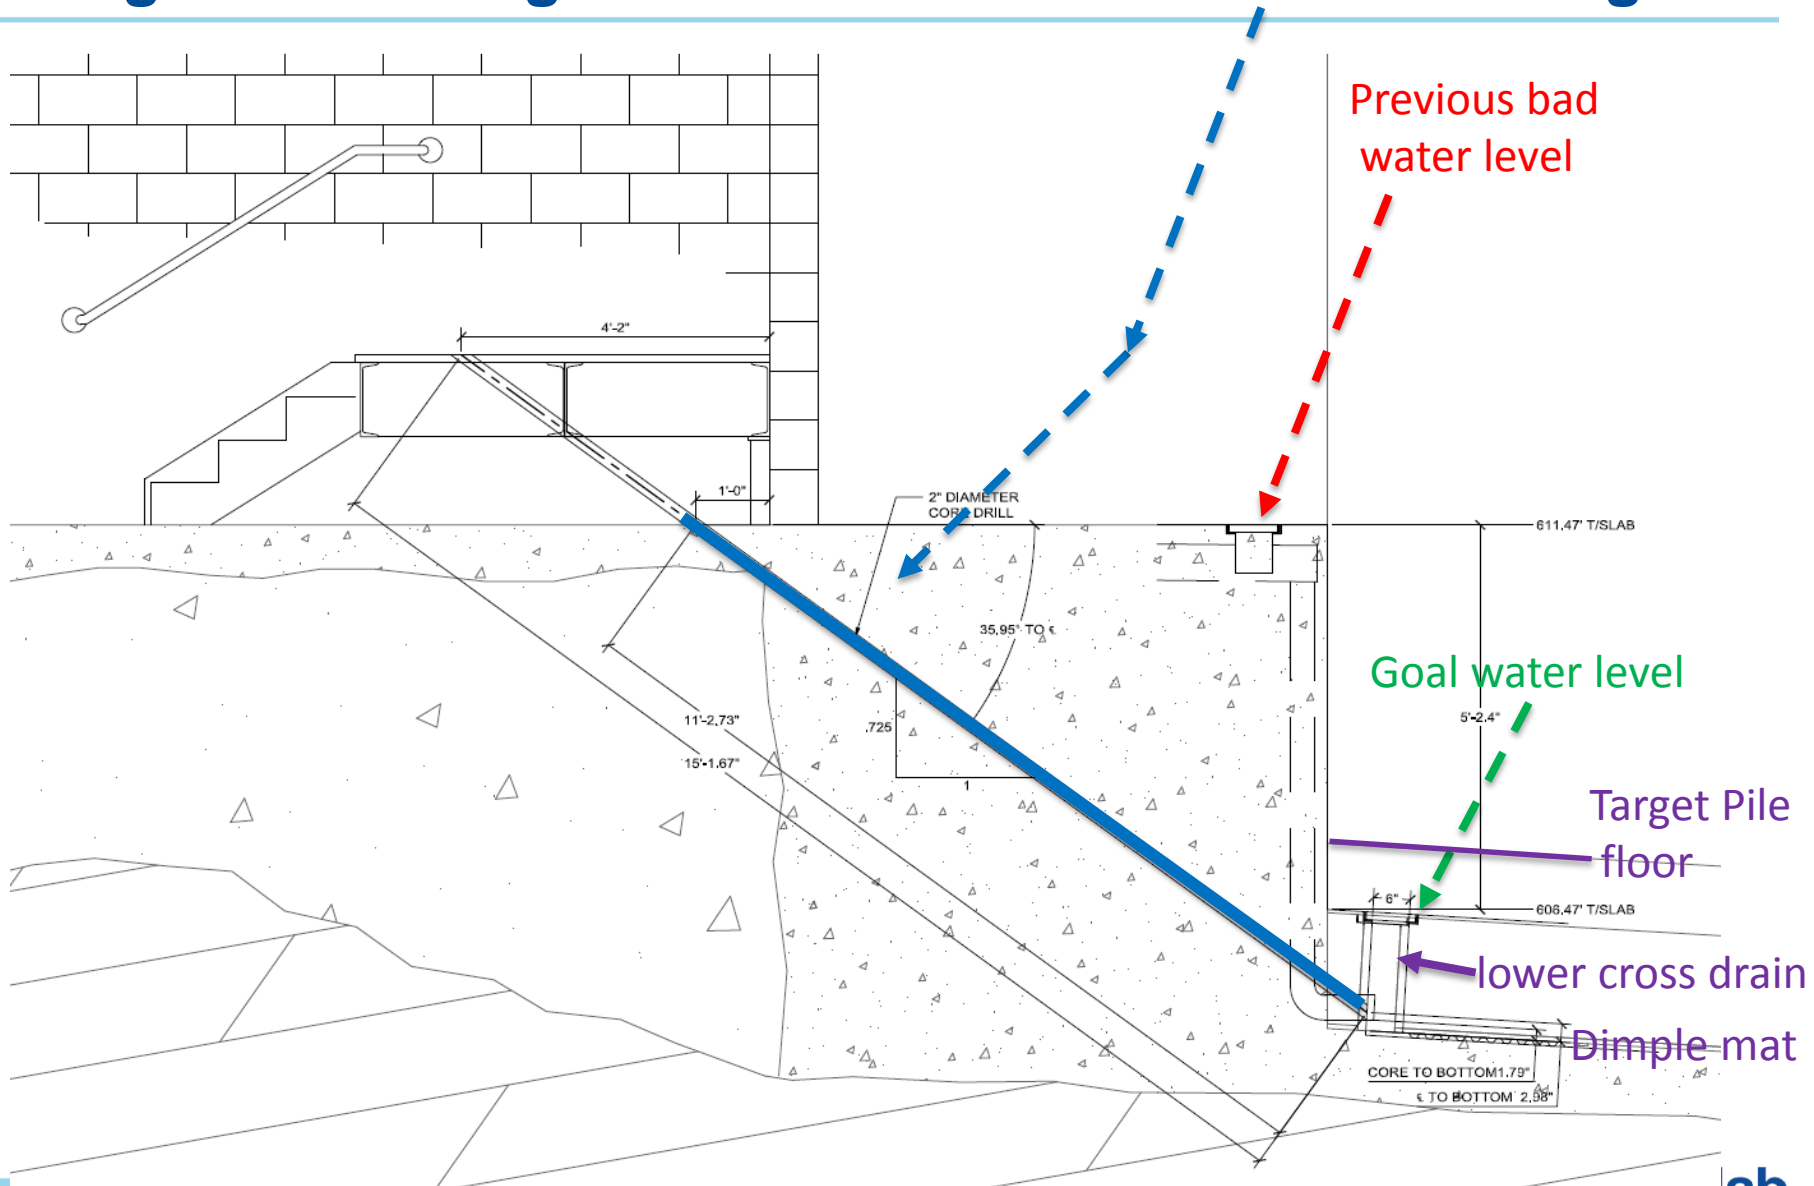 Previous bad
water level
4'-2"
1'-0"
2" DIAMETER
CORE DRILL
611.47' T/SLAB
35.95° TO ℄
Goal water level
5'-2.4"
11'-2.73"
.725
15'-1.67"
1
Target Pile
floor
6"
606.47' T/SLAB
lower cross drain
Dimple mat
CORE TO BOTTOM1.79"
℄ TO BOTTOM 2.98"